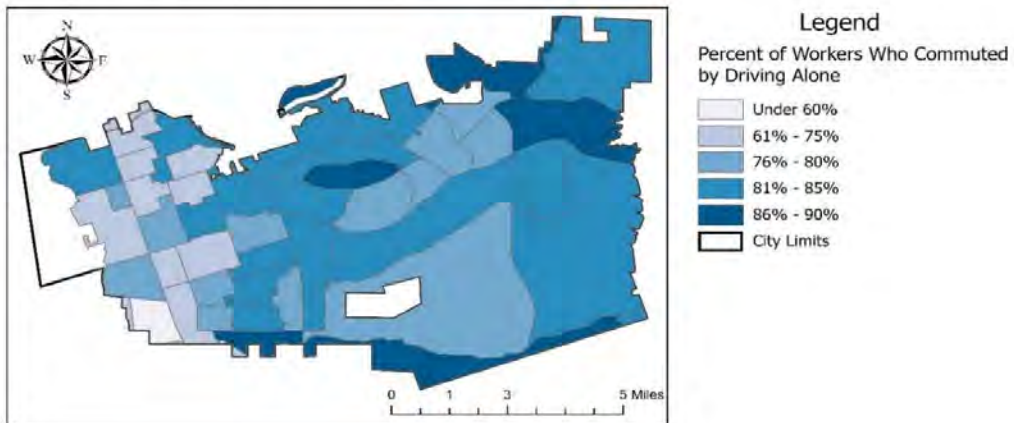 N
W E
S
0 1 3 5 Miles
Legend
Percent of Workers Who Commuted
by Driving Alone
Under 60%
61% - 75%
76% - 80%
81% - 85%
86% - 90%
City Limits